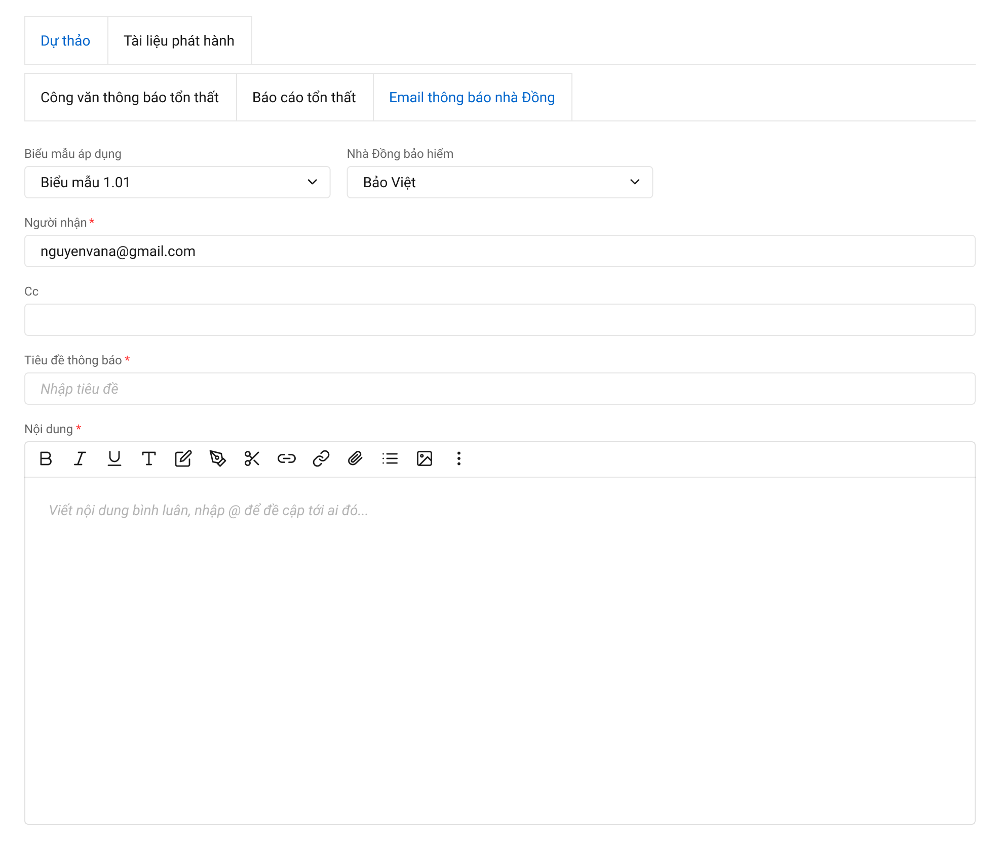 Dự thảo Tài liệu phát hành
Công văn thông báo tổn thất Báo cáo tổn thất Email thông báo nhà Đồng
Biểu mẫu áp dụng Nhà Đồng bảo hiểm
Biểu mẫu 1.01 Bảo Việt
Người nhận *
nguyenvana@gmail.com
Cc
Tiêu đề thông báo *
Nhập tiêu đề
Nội dung *
Viết nội dung bình luân, nhập @ để đề cập tới ai đó...